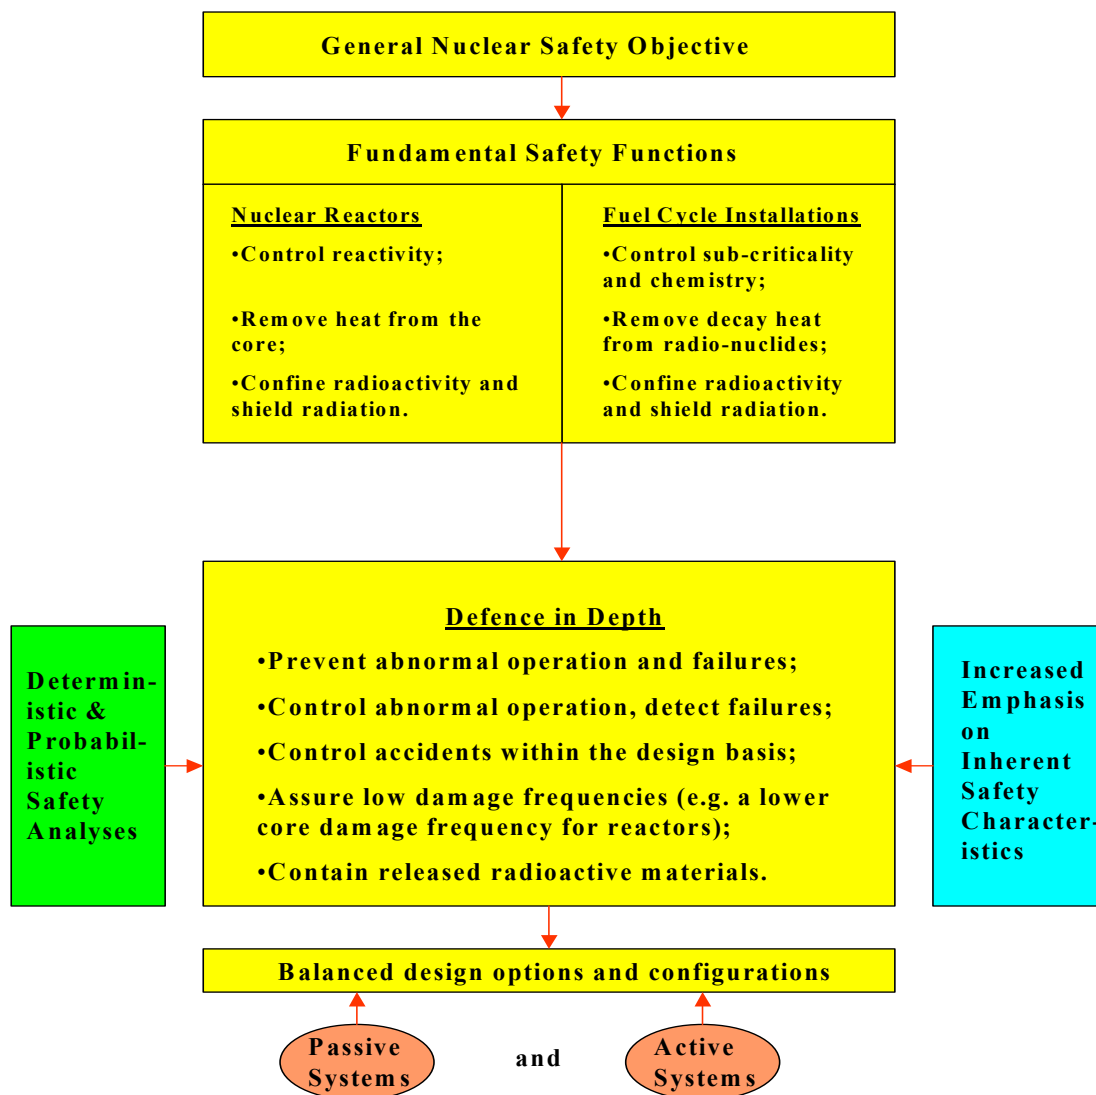 General Nuclear Safety Objective
Fundamental Safety Functions
Nuclear Reactors
•Control reactivity;
•Remove heat from the
core;
•Confine radioactivity and
shield radiation.
Fuel Cycle Installations
•Control sub-criticality
and chemistry;
•Remove decay heat
from radio-nuclides;
•Confine radioactivity
and shield radiation.
Determin-
istic &
Probabil-
istic
Safety
Analyses
Defence in Depth
•Prevent abnormal operation and failures;
•Control abnormal operation, detect failures;
•Control accidents within the design basis;
•Assure low damage frequencies (e.g. a lower
core damage frequency for reactors);
•Contain released radioactive materials.
Increased
Emphasis
on
Inherent
Safety
Character-
istics
Balanced design options and configurations
Passive
Systems
and
Active
Systems